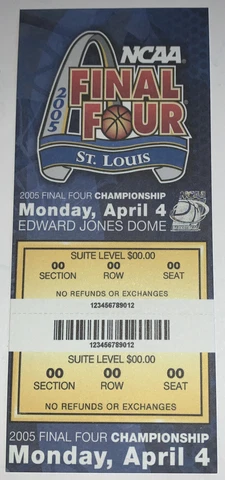 NCAA
2005
FINAL
FOUR
ST. LOUIS
2005 FINAL FOUR CHAMPIONSHIP
Monday, April 4
EDWARD JONES DOME
SUITE LEVEL $00.00
00 00 00
SECTION ROW SEAT
NO REFUNDS OR EXCHANGES
123456789012
123456789012
SUITE LEVEL $00.00
00 00 00
SECTION ROW SEAT
NO REFUNDS OR EXCHANGES
2005 FINAL FOUR CHAMPIONSHIP
Monday, April 4